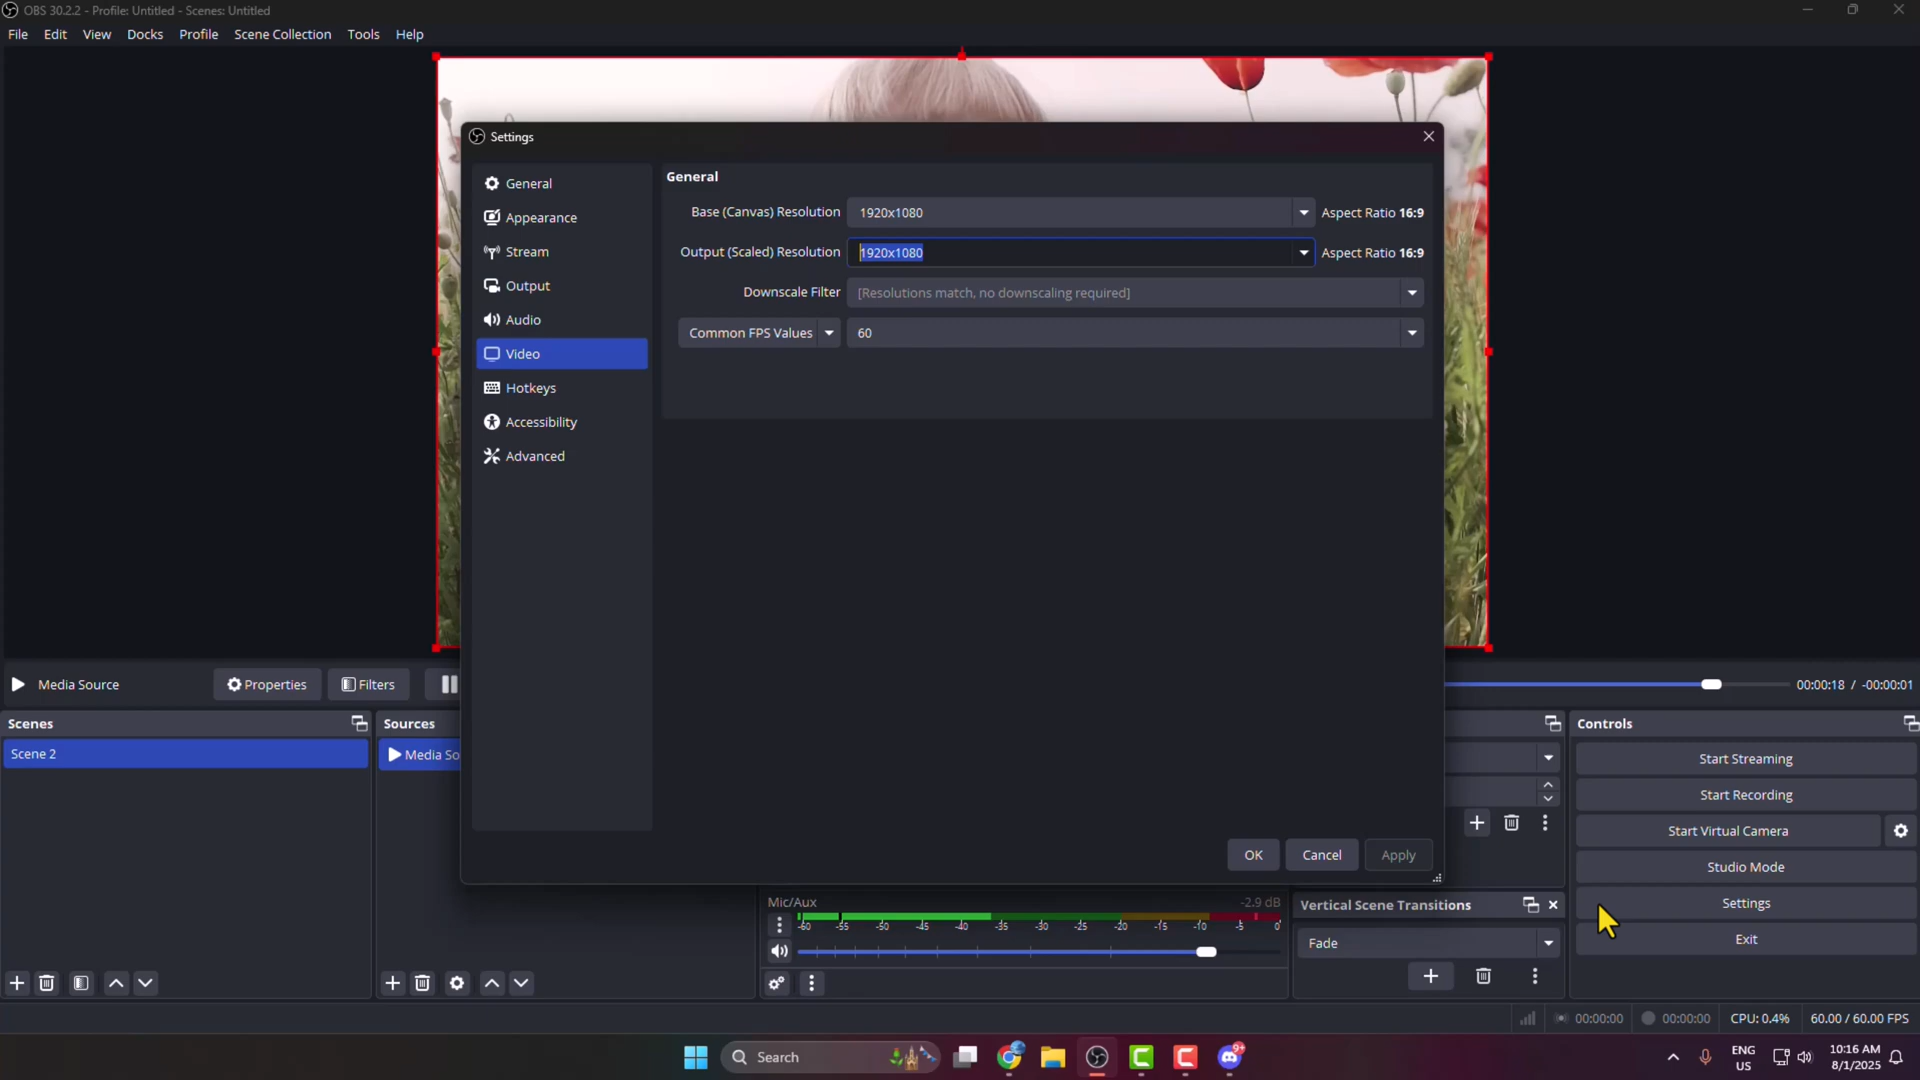 OBS 30.2.2 - Profile: Untitled - Scenes: Untitled
File Edit View Docks Profile Scene Collection Tools Help
Settings
General
Appearance
Stream
Output
Audio
Video
Hotkeys
Accessibility
Advanced
General
Base (Canvas) Resolution 1920x1080 Aspect Ratio 16:9
Output (Scaled) Resolution 1920x1080 Aspect Ratio 16:9
Downscale Filter [Resolutions match, no downscaling required]
Common FPS Values 60
OK Cancel Apply
Media Source Properties Filters 00:00:18 / -00:00:01
Scenes
Scene 2
Sources
Media So
Mic/Aux -2.9 dB
-60 -55 -50 -45 -40 -35 -30 -25 -20 -15 -10 -5 0
Vertical Scene Transitions
Fade
Controls
Start Streaming
Start Recording
Start Virtual Camera
Studio Mode
Settings
Exit
00:00:00 00:00:00 CPU: 0.4% 60.00 / 60.00 FPS
Search
9+
ENG
US
10:16 AM
8/1/2025